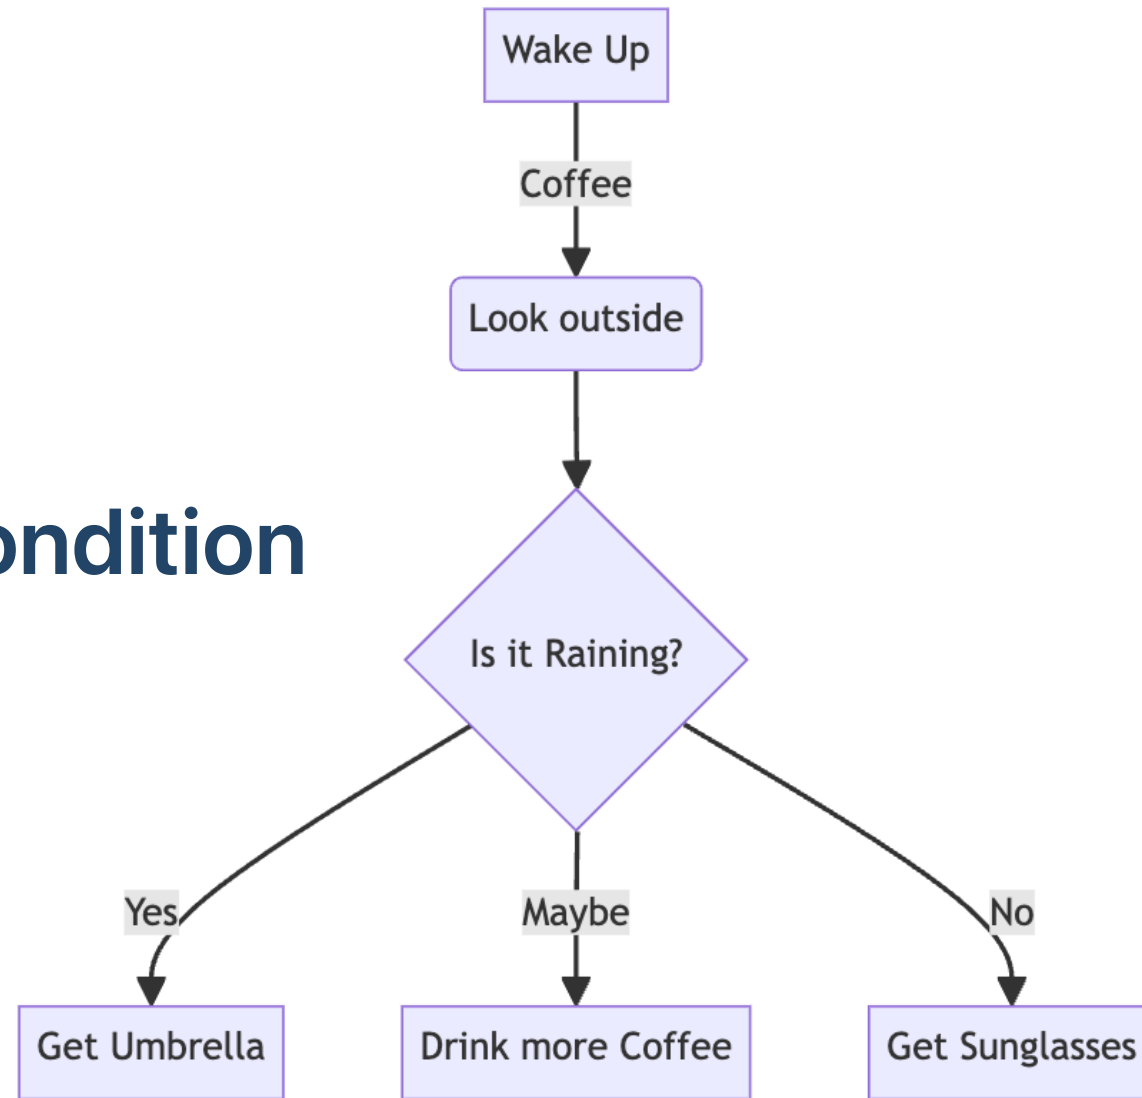 Wake Up
Coffee
Look outside
ondition
Is it Raining?
Yes
Maybe
No
Get Umbrella
Drink more Coffee
Get Sunglasses